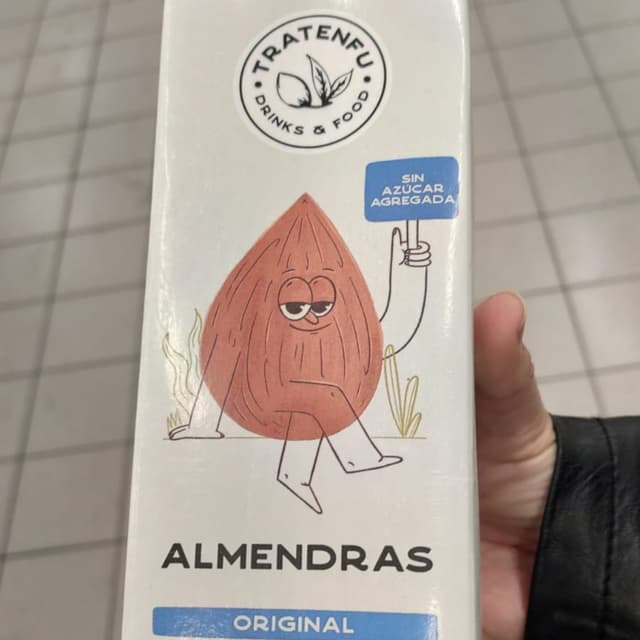 TRATENFU
DRINKS & FOOD
SIN
AZÚCAR
AGREGADA
ALMENDRAS
ORIGINAL